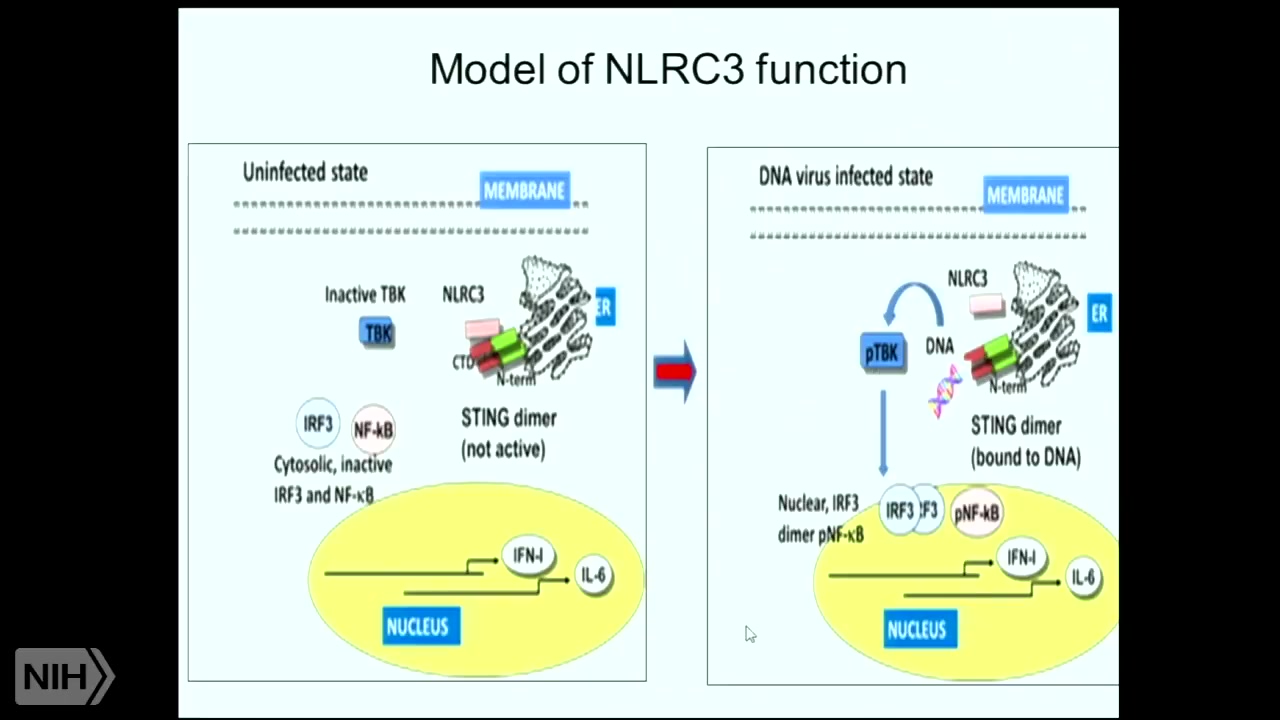 Model of NLRC3 function
Uninfected state
MEMBRANE
Inactive TBK
NLRC3
ER
TBK
CTD
N-term
IRF3
NF-kB
STING dimer
(not active)
Cytosolic, inactive
IRF3 and NF-κB
IFN-I
IL-6
NUCLEUS
DNA virus infected state
MEMBRANE
NLRC3
ER
pTBK
DNA
N-term
STING dimer
(bound to DNA)
Nuclear, IRF3
dimer pNF-κB
IRF3
pNF-kB
IFN-I
IL-6
NUCLEUS
NIH